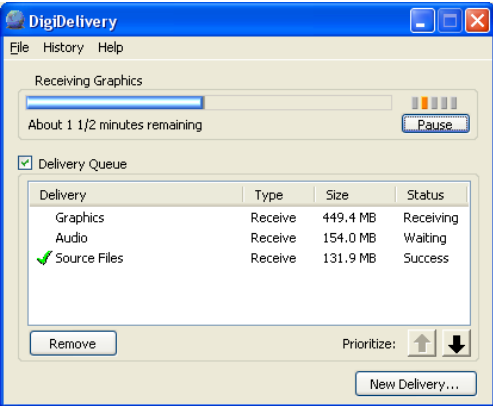 DigiDelivery
File History Help
Receiving Graphics
About 1 1/2 minutes remaining
Pause
Delivery Queue
Delivery Type Size Status
Graphics Receive 449.4 MB Receiving
Audio Receive 154.0 MB Waiting
Source Files Receive 131.9 MB Success
Remove Prioritize:
New Delivery...